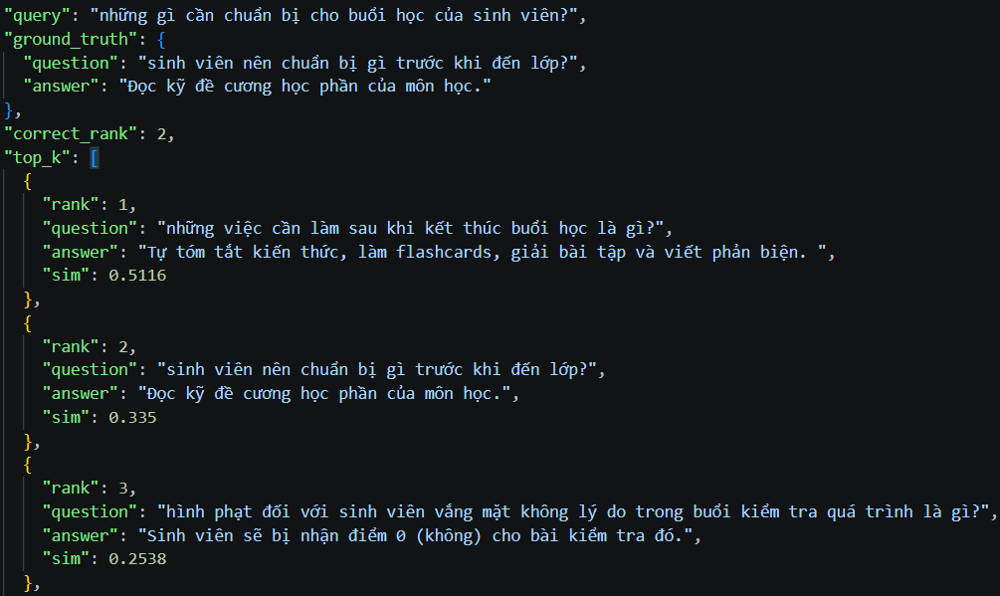 "query": "những gì cần chuẩn bị cho buổi học của sinh viên?",
"ground_truth": {
"question": "sinh viên nên chuẩn bị gì trước khi đến lớp?",
"answer": "Đọc kỹ đề cương học phần của môn học."
},
"correct_rank": 2,
"top_k": [
{
"rank": 1,
"question": "những việc cần làm sau khi kết thúc buổi học là gì?",
"answer": "Tự tóm tắt kiến thức, làm flashcards, giải bài tập và viết phản biện. ",
"sim": 0.5116
},
{
"rank": 2,
"question": "sinh viên nên chuẩn bị gì trước khi đến lớp?",
"answer": "Đọc kỹ đề cương học phần của môn học.",
"sim": 0.335
},
{
"rank": 3,
"question": "hình phạt đối với sinh viên vắng mặt không lý do trong buổi kiểm tra quá trình là gì?",
"answer": "Sinh viên sẽ bị nhận điểm 0 (không) cho bài kiểm tra đó.",
"sim": 0.2538
},